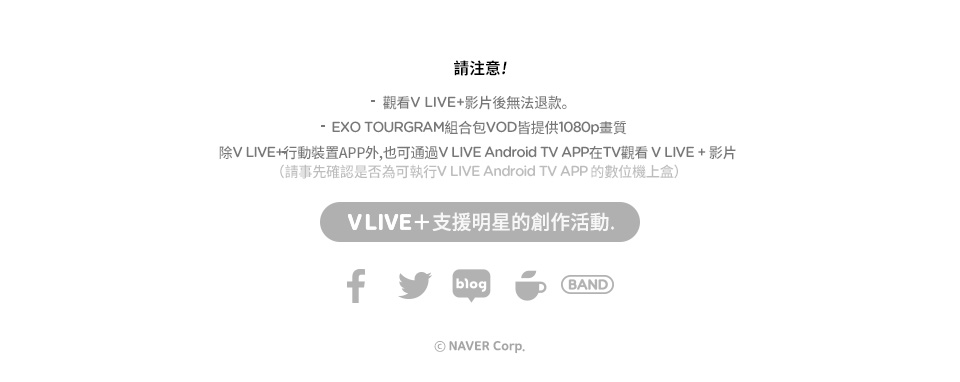 請注意!
- 觀看V LIVE+影片後無法退款。
- EXO TOURGRAM組合包VOD皆提供1080p畫質
除V LIVE+行動裝置APP外,也可通過V LIVE Android TV APP在TV觀看 V LIVE + 影片
(請事先確認是否為可執行V LIVE Android TV APP 的數位機上盒)
V LIVE+支援明星的創作活動.
blog
BAND
ⓒ NAVER Corp.